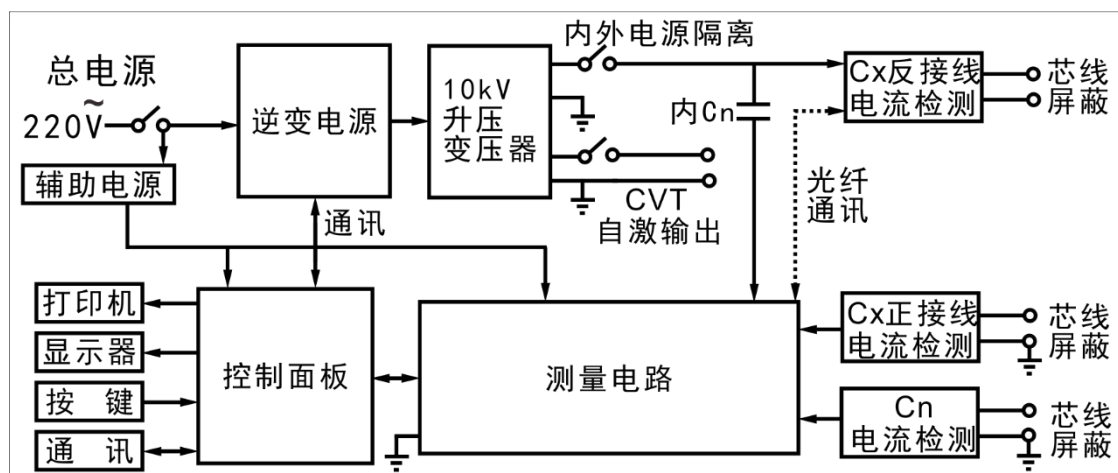 内外电源隔离
总电源
220V~
逆变电源
10kV
升压
变压器
内Cn
Cx反接线
电流检测
芯线
屏蔽
辅助电源
通讯
CVT
自激输出
光纤
通讯
打印机
显示器
按键
通讯
控制面板
测量电路
Cx正接线
电流检测
芯线
屏蔽
Cn
电流检测
芯线
屏蔽